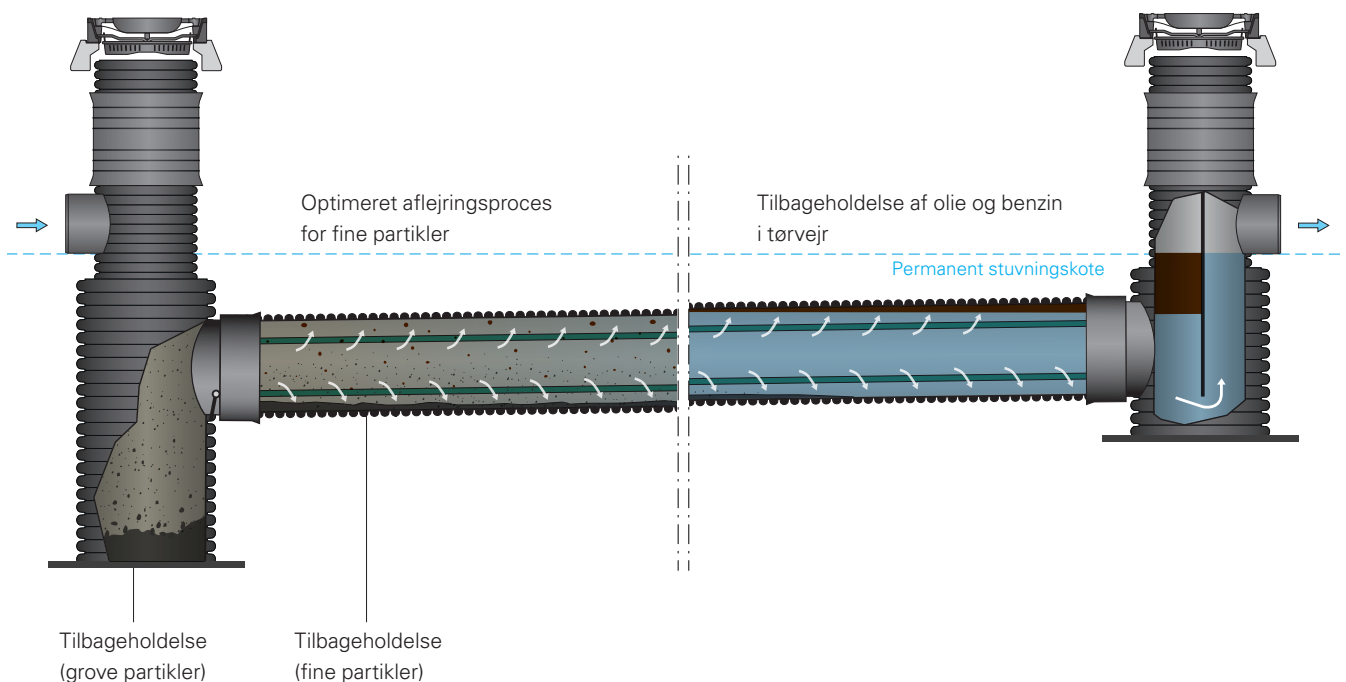 Optimeret aflejringsproces
for fine partikler
Tilbageholdelse af olie og benzin
i tørvejr
Permanent stuvningskote
Tilbageholdelse
(grove partikler)
Tilbageholdelse
(fine partikler)